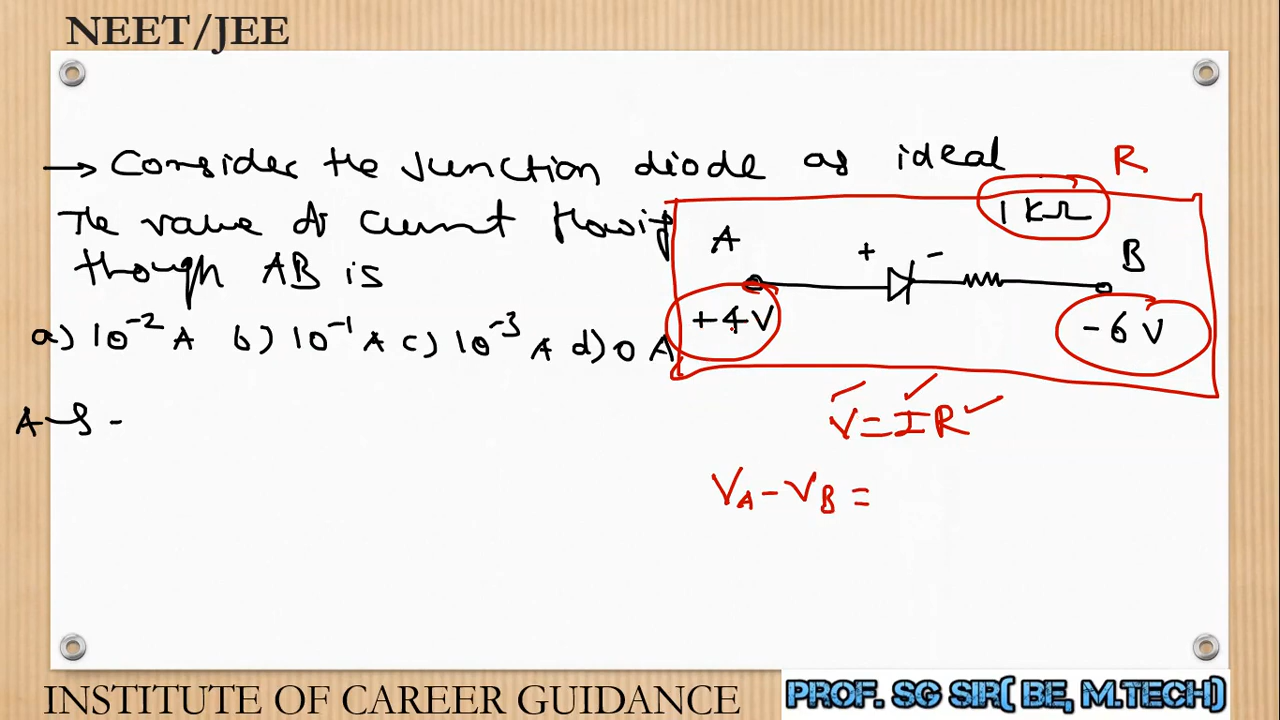 NEET/JEE
→ Consider the junction diode as ideal
The value of current flowing
through AB is
a) 10⁻² A b) 10⁻¹ A c) 10⁻³ A d) 0 A
Ans -
R
1 kΩ
A + - B
+4V -6 V
V = IR
V_A - V_B =
INSTITUTE OF CAREER GUIDANCE
PROF. SG SIR( BE, M.TECH)